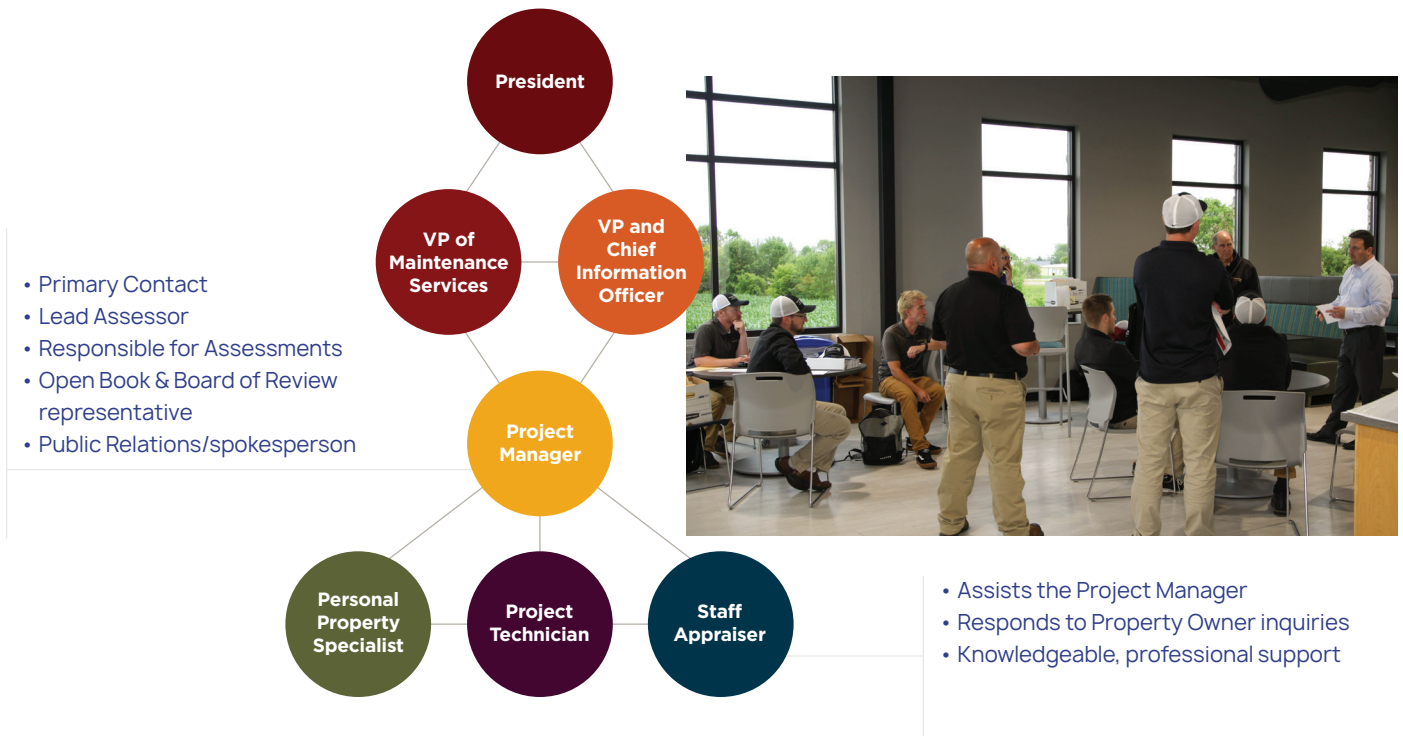 President
VP of
Maintenance
Services
VP and
Chief
Information
Officer
• Primary Contact
• Lead Assessor
• Responsible for Assessments
• Open Book & Board of Review
representative
• Public Relations/spokesperson
Project
Manager
Personal
Property
Specialist
Project
Technician
Staff
Appraiser
• Assists the Project Manager
• Responds to Property Owner inquiries
• Knowledgeable, professional support